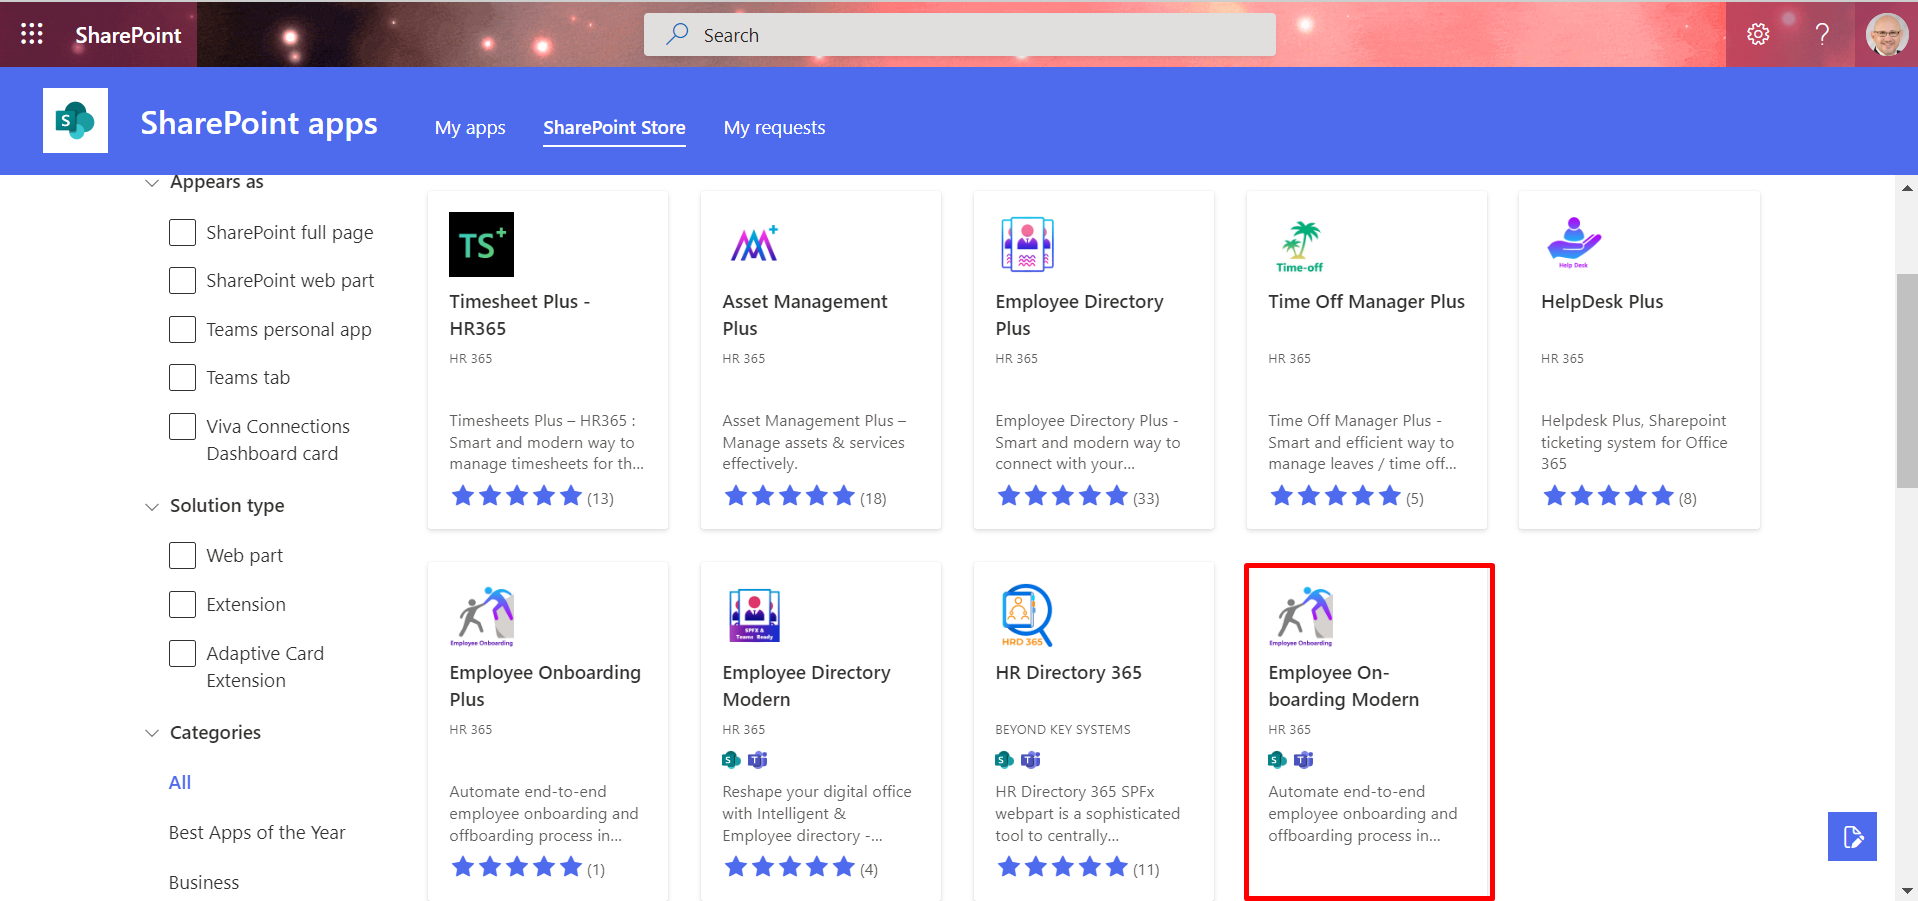 SharePoint
Search
?
S
SharePoint apps
My apps
SharePoint Store
My requests
Appears as
SharePoint full page
SharePoint web part
Teams personal app
Teams tab
Viva Connections
Dashboard card
Solution type
Web part
Extension
Adaptive Card
Extension
Categories
All
Best Apps of the Year
Business
TS+
Timesheet Plus -
HR365
HR 365
Timesheets Plus – HR365 :
Smart and modern way to
manage timesheets for th...
(13)
Asset Management
Plus
HR 365
Asset Management Plus –
Manage assets & services
effectively.
(18)
Employee Directory
Plus
HR 365
Employee Directory Plus -
Smart and modern way to
connect with your...
(33)
Time-off
Time Off Manager Plus
HR 365
Time Off Manager Plus -
Smart and efficient way to
manage leaves / time off...
(5)
Help Desk
HelpDesk Plus
HR 365
Helpdesk Plus, Sharepoint
ticketing system for Office
365
(8)
Employee Onboarding
Employee Onboarding
Plus
HR 365
Automate end-to-end
employee onboarding and
offboarding process in...
(1)
SPFX &
Teams Ready
Employee Directory
Modern
HR 365
S T
Reshape your digital office
with Intelligent &
Employee directory -...
(4)
HRD 365
HR Directory 365
BEYOND KEY SYSTEMS
S T
HR Directory 365 SPFx
webpart is a sophisticated
tool to centrally...
(11)
Employee Onboarding
Employee On-
boarding Modern
HR 365
S T
Automate end-to-end
employee onboarding and
offboarding process in...